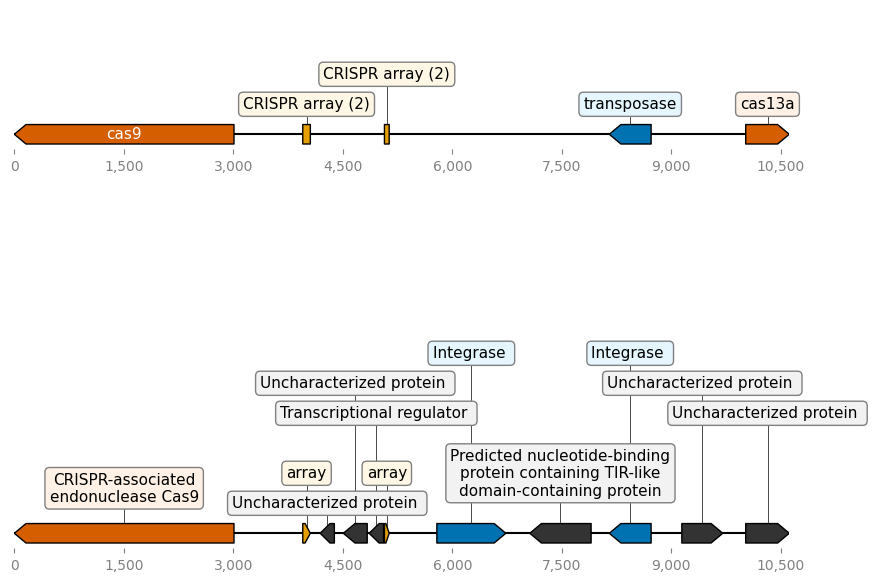 CRISPR array (2)
CRISPR array (2)
transposase
cas13a
cas9
0
1,500
3,000
4,500
6,000
7,500
9,000
10,500
Integrase
Integrase
Uncharacterized protein
Uncharacterized protein
Transcriptional regulator
Uncharacterized protein
Predicted nucleotide-binding
protein containing TIR-like
domain-containing protein
CRISPR-associated
endonuclease Cas9
array
array
Uncharacterized protein
0
1,500
3,000
4,500
6,000
7,500
9,000
10,500